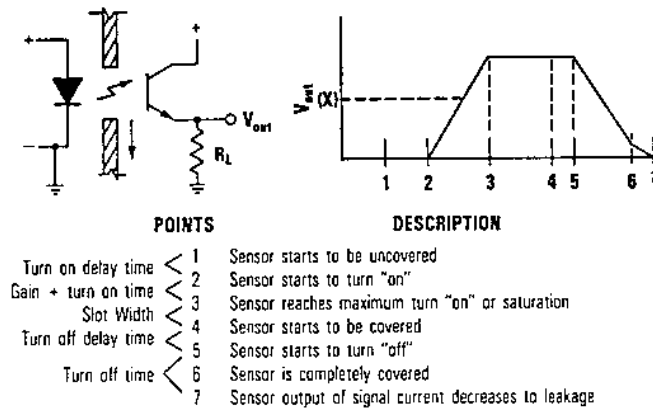 +
+
V_out
R_L
V_out (X)
1 2 3 4 5 6 7
POINTS DESCRIPTION
1 Sensor starts to be uncovered
Turn on delay time
2 Sensor starts to turn "on"
Gain + turn on time
3 Sensor reaches maximum turn "on" or saturation
Slot Width
4 Sensor starts to be covered
Turn off delay time
5 Sensor starts to turn "off"
Turn off time
6 Sensor is completely covered
7 Sensor output of signal current decreases to leakage